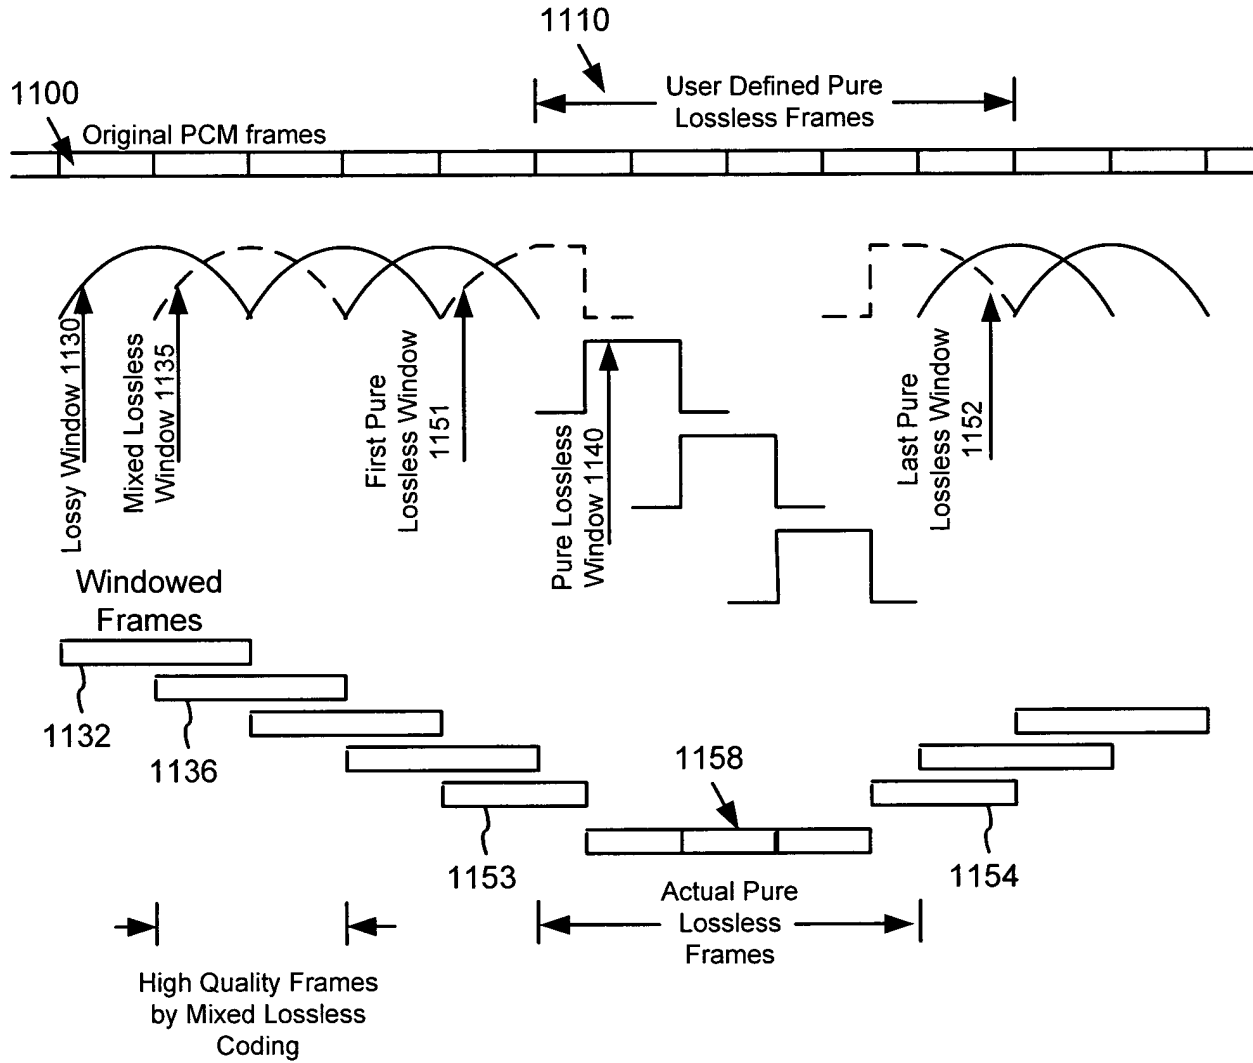 1110
1100
User Defined Pure
Lossless Frames
Original PCM frames
Lossy Window 1130
Mixed Lossless
Window 1135
First Pure
Lossless Window
1151
Pure Lossless
Window 1140
Last Pure
Lossless Window
1152
Windowed
Frames
1132
1136
1158
1153
1154
Actual Pure
Lossless
Frames
High Quality Frames
by Mixed Lossless
Coding